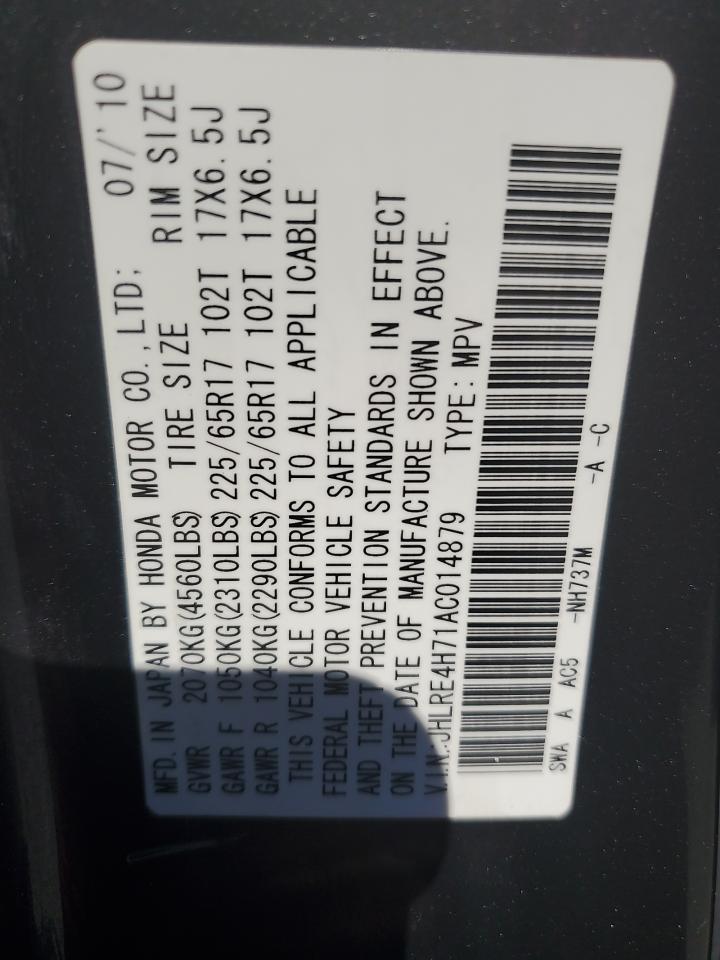 MFD. IN JAPAN BY HONDA MOTOR CO., LTD; 07/'10
GVWR 2070KG(4560LBS) TIRE SIZE RIM SIZE
GAWR F 1050KG(2310LBS) 225/65R17 102T 17X6.5J
GAWR R 1040KG(2290LBS) 225/65R17 102T 17X6.5J
THIS VEHICLE CONFORMS TO ALL APPLICABLE
FEDERAL MOTOR VEHICLE SAFETY
AND THEFT PREVENTION STANDARDS IN EFFECT
ON THE DATE OF MANUFACTURE SHOWN ABOVE.
V.I.N.:JHLRE4H71AC014879 TYPE: MPV
SWA A AC5 -NH737M -A -C